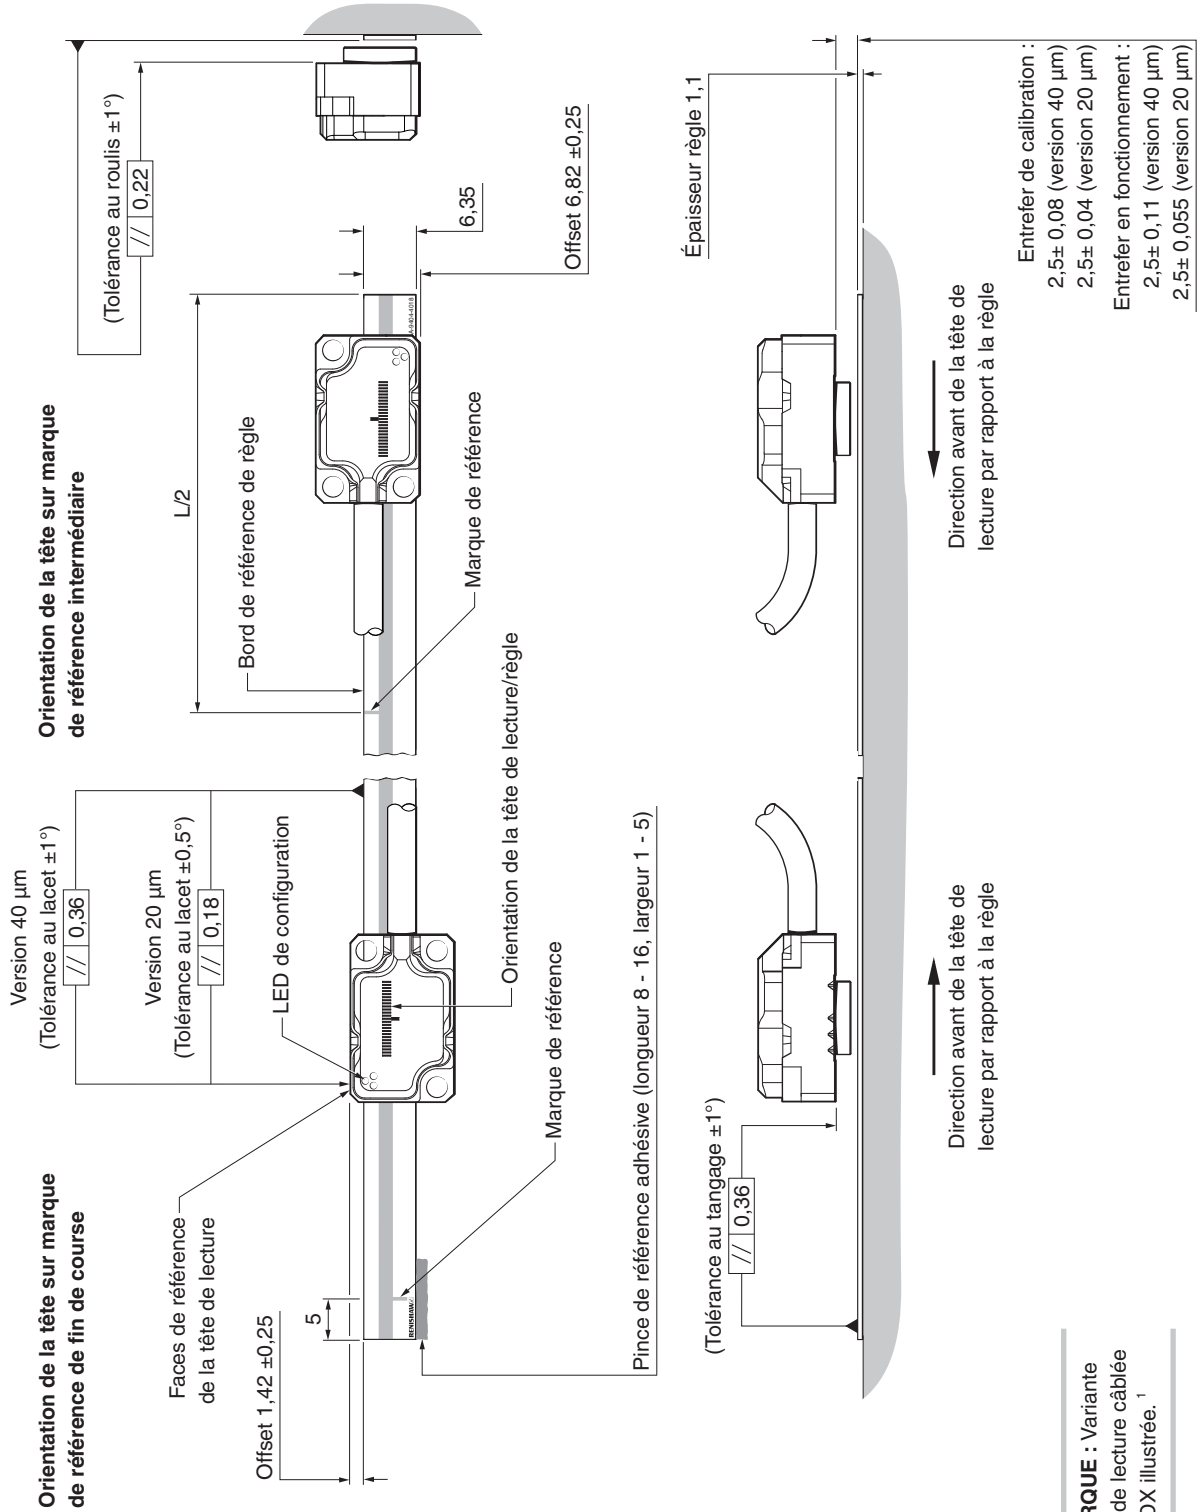 Orientation de la tête sur marque
de référence de fin de course
Orientation de la tête sur marque
de référence intermédiaire
Version 40 µm
(Tolérance au lacet ±1°)
// 0,36
Version 20 µm
(Tolérance au lacet ±0,5°)
// 0,18
(Tolérance au roulis ±1°)
// 0,22
L/2
Faces de référence
de la tête de lecture
LED de configuration
Bord de référence de règle
Offset 1,42 ±0,25
5
RENISHAW
A-9404-4018
6,35
Offset 6,82 ±0,25
Marque de référence
Orientation de la tête de lecture/règle
Marque de référence
Pince de référence adhésive (longueur 8 - 16, largeur 1 - 5)
Épaisseur règle 1,1
(Tolérance au tangage ±1°)
// 0,36
Direction avant de la tête de
lecture par rapport à la règle
Direction avant de la tête de
lecture par rapport à la règle
Entrefer de calibration :
2,5± 0,08 (version 40 µm)
2,5± 0,04 (version 20 µm)
Entrefer en fonctionnement :
2,5± 0,11 (version 40 µm)
2,5± 0,055 (version 20 µm)
RQUE : Variante
de lecture câblée
OX illustrée. 1